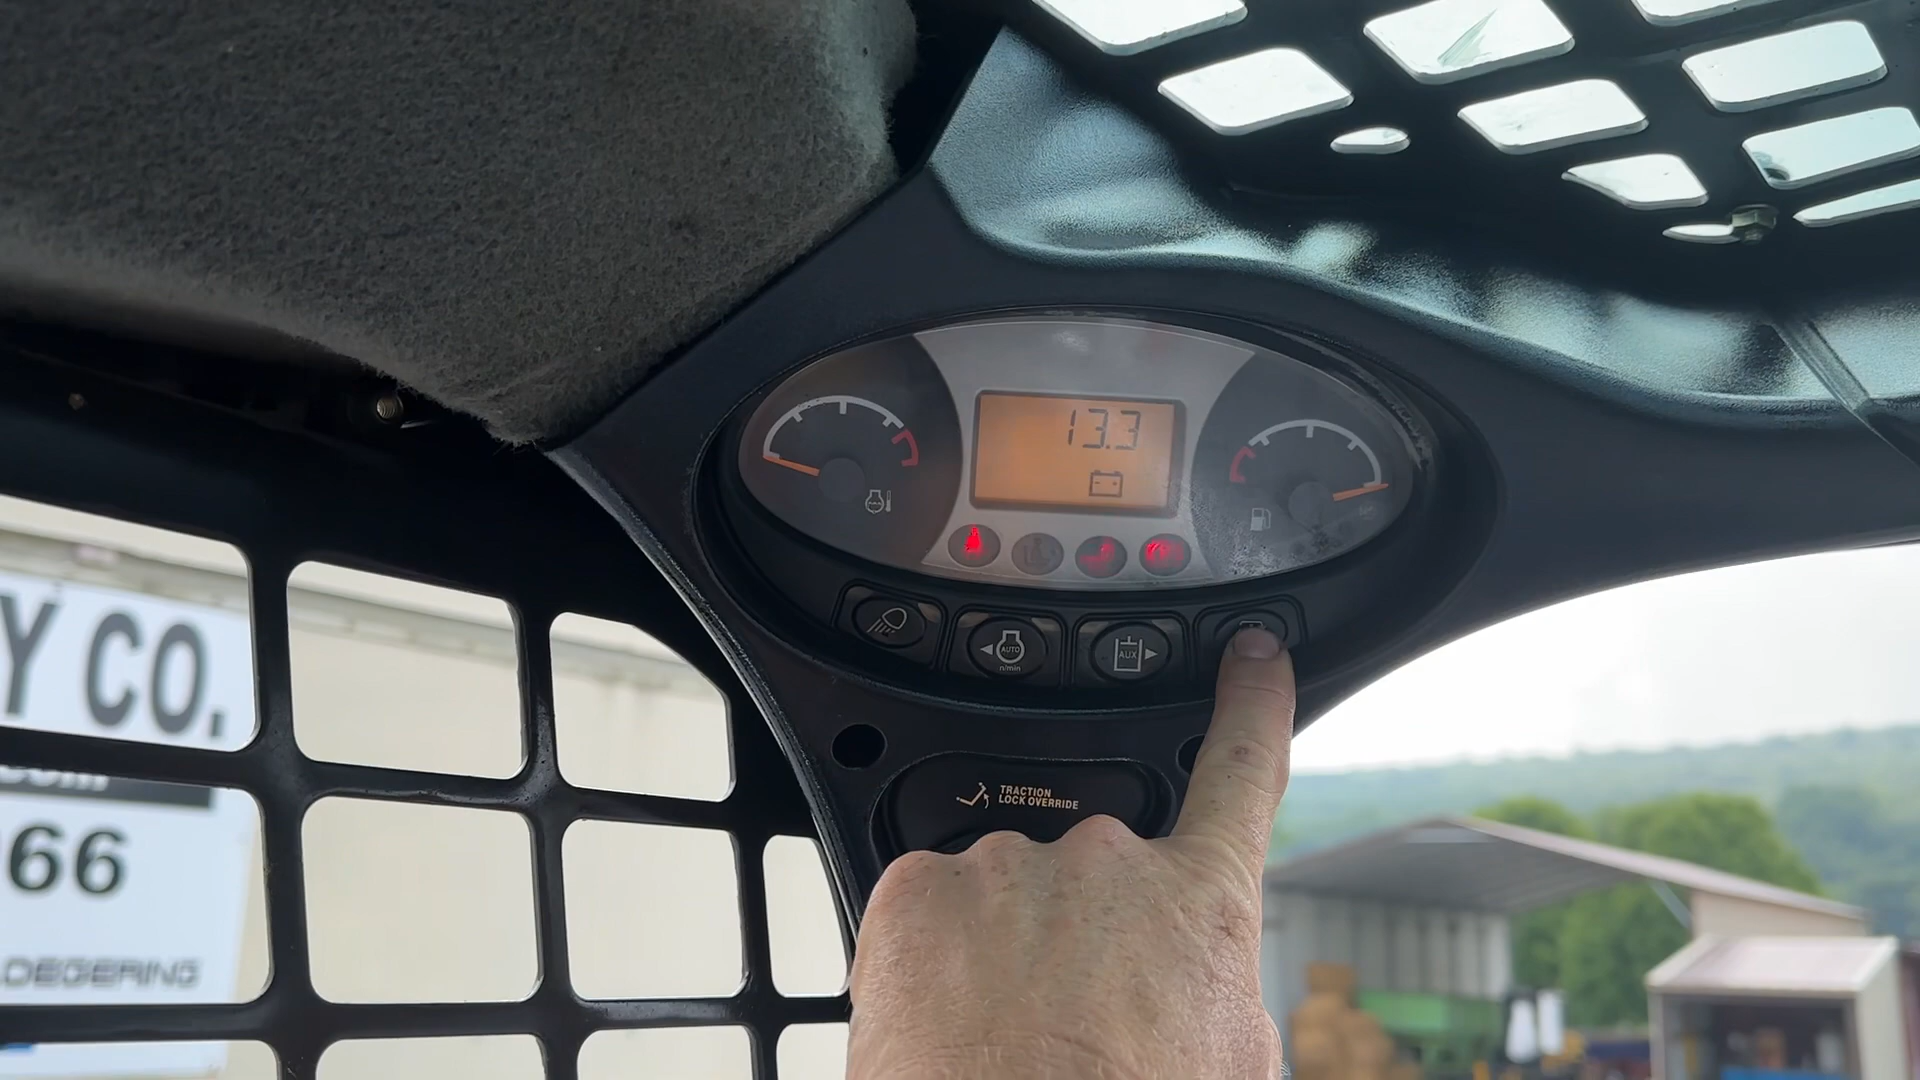 13.3
AUTO
n/min
AUX
TRACTION
LOCK OVERRIDE
Y CO.
66